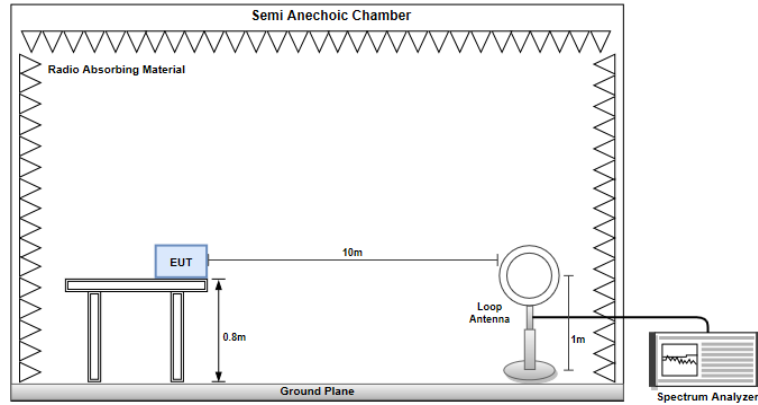 Semi Anechoic Chamber
Radio Absorbing Material
EUT
10m
0.8m
Loop
Antenna
1m
Ground Plane
Spectrum Analyzer